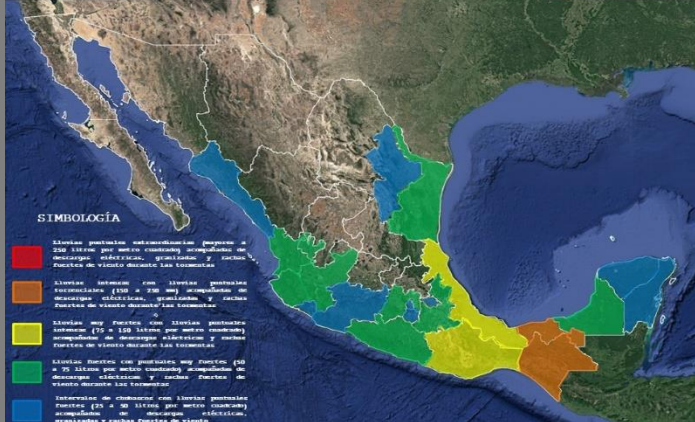 SIMBOLOGÍA
Lluvias puntuales extraordinarias (mayores a
250 litros por metro cuadrado) acompañadas de
descargas eléctricas, granizadas y rachas
fuertes de viento durante las tormentas
Lluvias intensas con lluvias puntuales
torrenciales (150 a 250 mm) acompañadas de
descargas eléctricas, granizadas y rachas
fuertes de viento durante las tormentas
Lluvias muy fuertes con lluvias puntuales
intensas (75 a 150 litros por metro cuadrado)
acompañadas de descargas eléctricas y rachas
fuertes de viento durante las tormentas
Lluvias fuertes con puntuales muy fuertes (50
a 75 litros por metro cuadrado) acompañadas de
descargas eléctricas y rachas fuertes de
viento durante las tormentas
Intervalos de chubascos con lluvias puntuales
fuertes (25 a 50 litros por metro cuadrado)
acompañadas de descargas eléctricas,
granizadas y rachas fuertes de viento